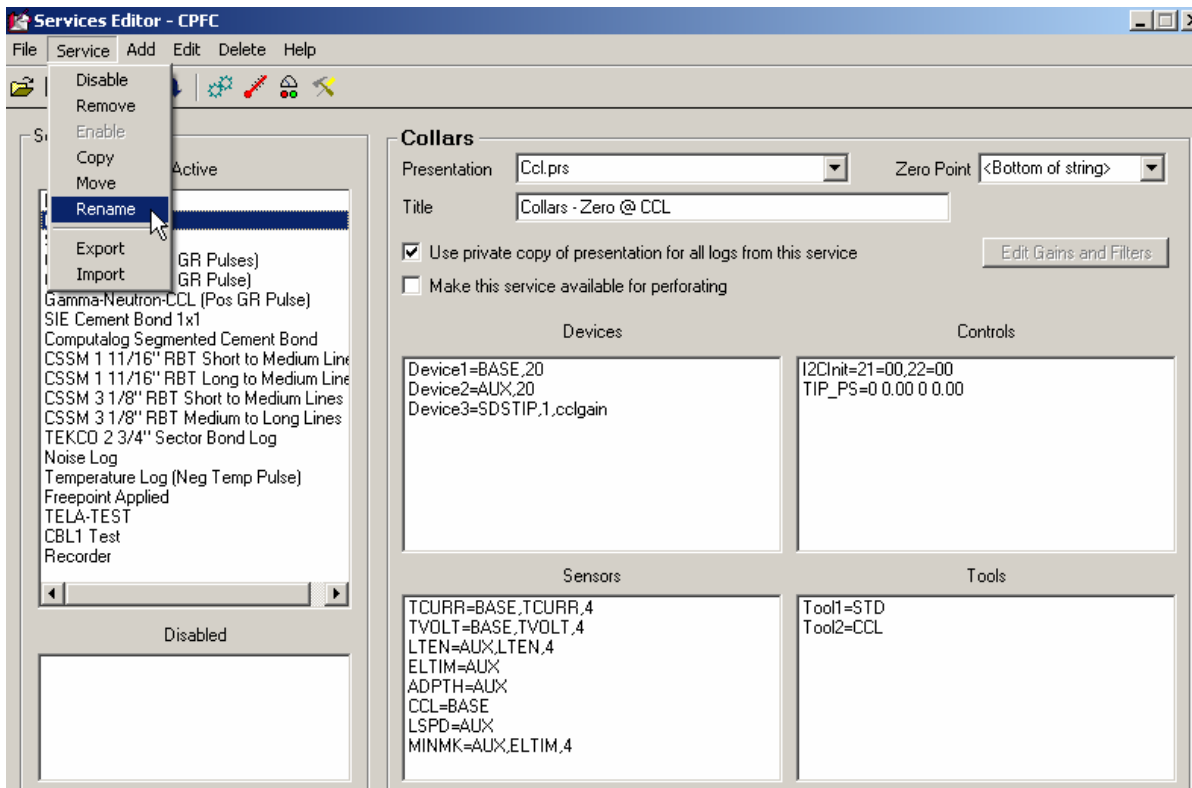 Services Editor - CPFC
File Service Add Edit Delete Help
Disable
Remove
Enable
Copy
Move
Rename
Export
Import
Active
GR Pulses)
GR Pulse)
Gamma-Neutron-CCL (Pos GR Pulse)
SIE Cement Bond 1x1
Computalog Segmented Cement Bond
CSSM 1 11/16" RBT Short to Medium Line
CSSM 1 11/16" RBT Long to Medium Line
CSSM 3 1/8" RBT Short to Medium Lines
CSSM 3 1/8" RBT Medium to Long Lines
TEKCO 2 3/4" Sector Bond Log
Noise Log
Temperature Log (Neg Temp Pulse)
Freepoint Applied
TELA-TEST
CBL1 Test
Recorder
Disabled
Collars
Presentation Ccl.prs Zero Point <Bottom of string>
Title Collars - Zero @ CCL
Use private copy of presentation for all logs from this service Edit Gains and Filters
Make this service available for perforating
Devices
Device1=BASE,20
Device2=AUX,20
Device3=SDSTIP,1,cclgain
Controls
I2CInit=21=00,22=00
TIP_PS=0 0.00 0 0.00
Sensors
TCURR=BASE,TCURR,4
TVOLT=BASE,TVOLT,4
LTEN=AUX,LTEN,4
ELTIM=AUX
ADPTH=AUX
CCL=BASE
LSPD=AUX
MINMK=AUX,ELTIM,4
Tools
Tool1=STD
Tool2=CCL